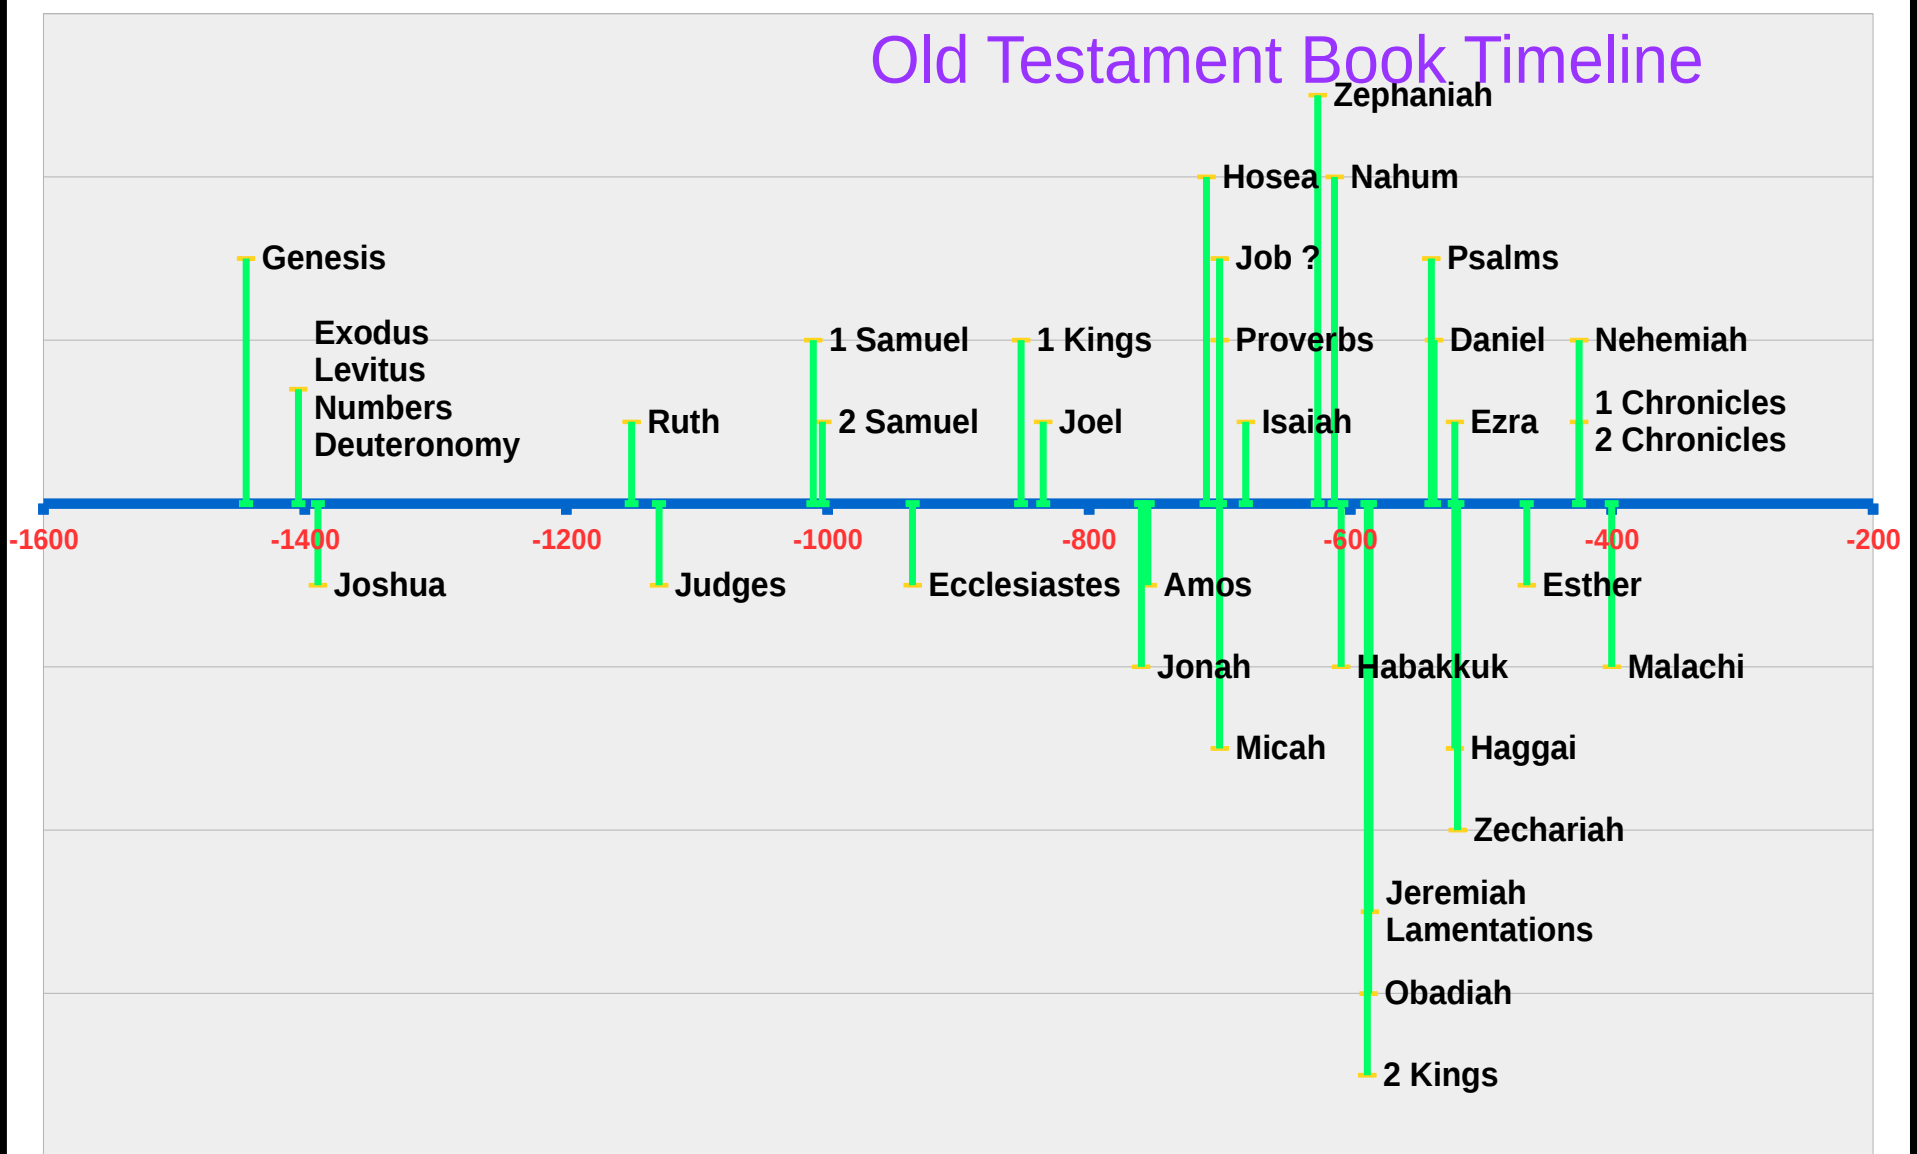 Old Testament Book Timeline
Zephaniah
Hosea
Nahum
Genesis
Job ?
Psalms
Exodus
Levitus
Numbers
Deuteronomy
1 Samuel
1 Kings
Proverbs
Daniel
Nehemiah
Ruth
2 Samuel
Joel
Isaiah
Ezra
1 Chronicles
2 Chronicles
-1600
-1400
-1200
-1000
-800
-600
-400
-200
Joshua
Judges
Ecclesiastes
Amos
Esther
Jonah
Habakkuk
Malachi
Micah
Haggai
Zechariah
Jeremiah
Lamentations
Obadiah
2 Kings